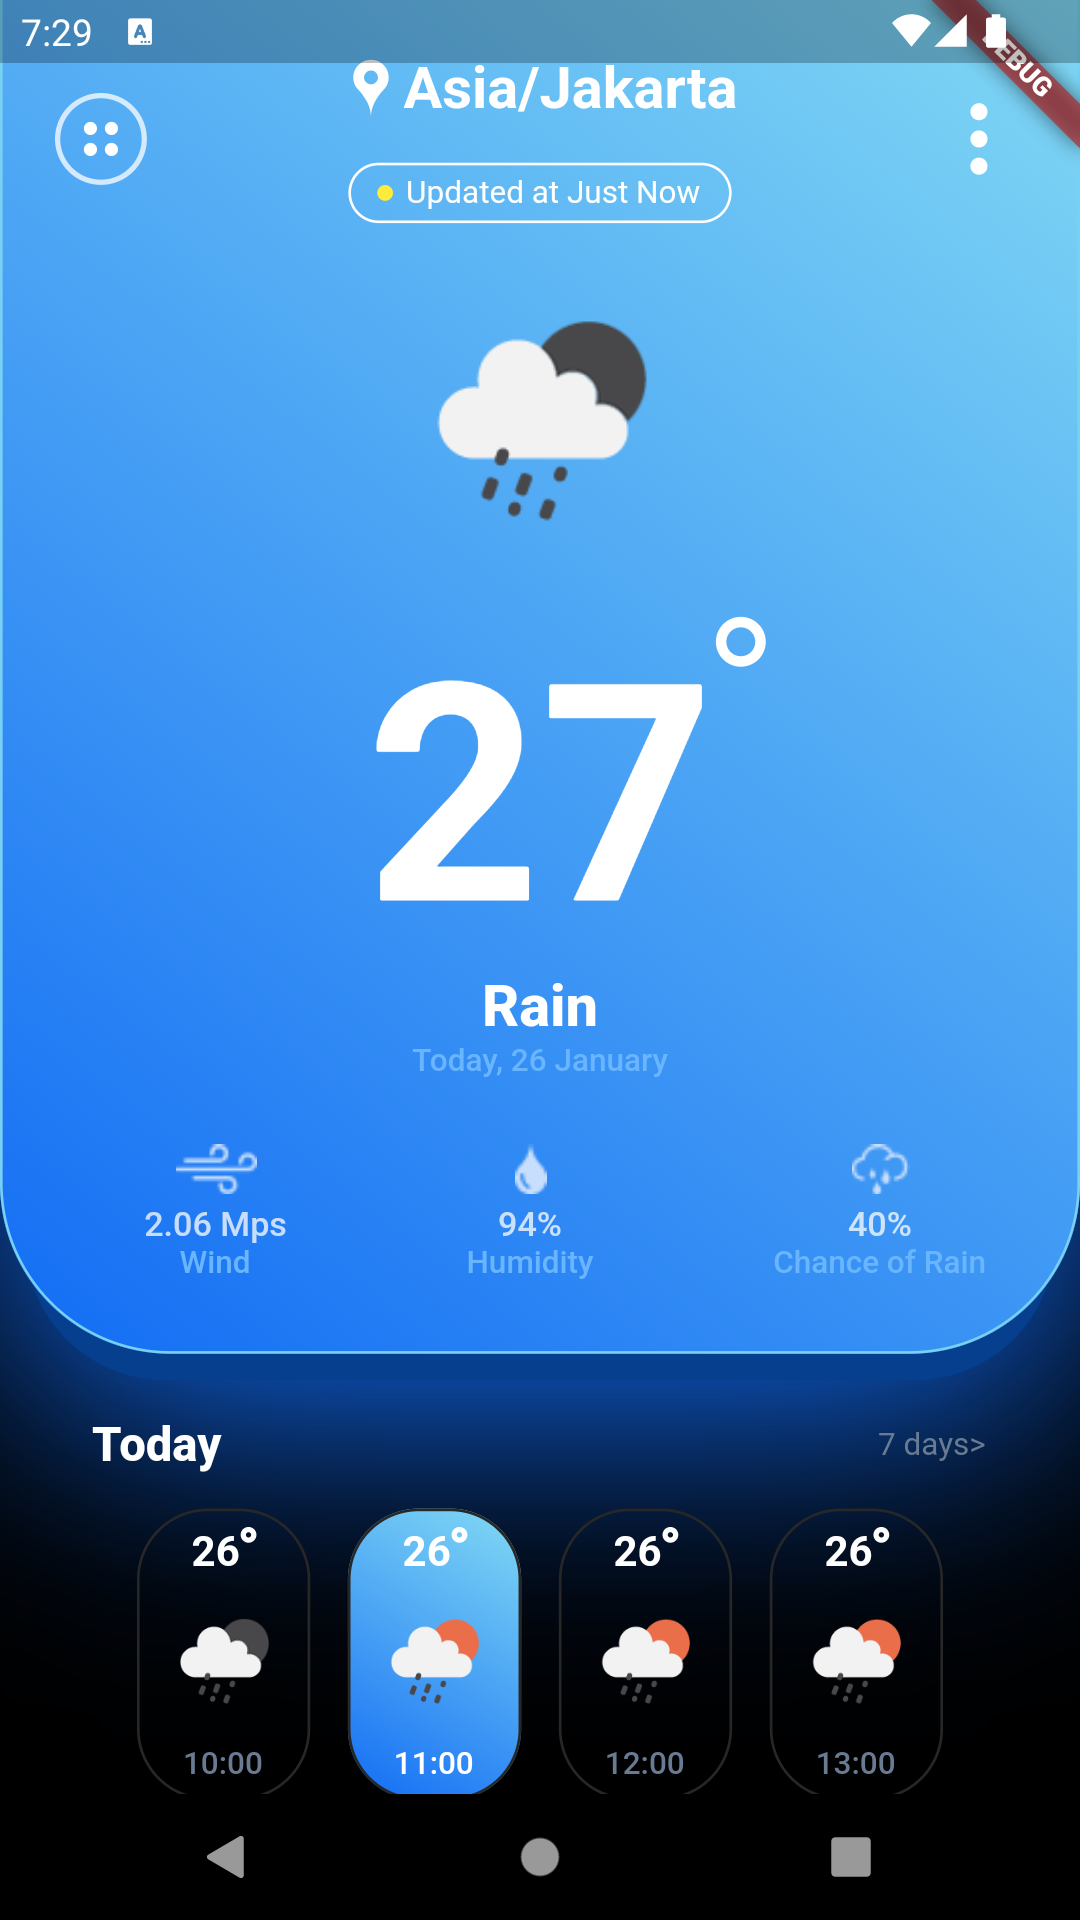 7:29
DEBUG
Asia/Jakarta
Updated at Just Now
27°
Rain
Today, 26 January
2.06 Mps 94% 40%
Wind Humidity Chance of Rain
Today 7 days>
26° 26° 26° 26°
10:00 11:00 12:00 13:00